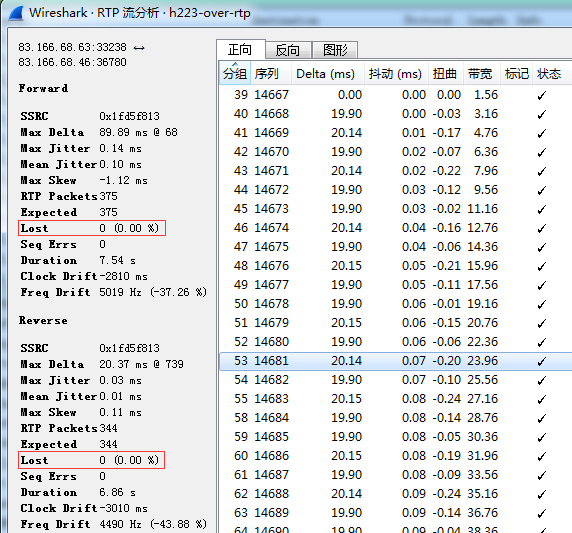 Wireshark · RTP 流分析 · h223-over-rtp
83.166.68.63:33238 ↔
83.166.68.46:36780
Forward
SSRC 0x1fd5f813
Max Delta 89.89 ms @ 68
Max Jitter 0.14 ms
Mean Jitter 0.10 ms
Max Skew -1.12 ms
RTP Packets 375
Expected 375
Lost 0 (0.00 %)
Seq Errs 0
Duration 7.54 s
Clock Drift -2810 ms
Freq Drift 5019 Hz (-37.26 %)
Reverse
SSRC 0x1fd5f813
Max Delta 20.37 ms @ 739
Max Jitter 0.03 ms
Mean Jitter 0.01 ms
Max Skew 0.11 ms
RTP Packets 344
Expected 344
Lost 0 (0.00 %)
Seq Errs 0
Duration 6.86 s
Clock Drift -3010 ms
Freq Drift 4490 Hz (-43.88 %)
正向 反向 图形
分组 序列 Delta (ms) 抖动 (ms) 扭曲 带宽 标记 状态
39 14667 0.00 0.00 0.00 1.56 ✓
40 14668 19.90 0.00 -0.03 3.16 ✓
41 14669 20.14 0.01 -0.17 4.76 ✓
42 14670 19.90 0.02 -0.07 6.36 ✓
43 14671 20.14 0.02 -0.22 7.96 ✓
44 14672 19.90 0.03 -0.12 9.56 ✓
45 14673 19.90 0.03 -0.02 11.16 ✓
46 14674 20.14 0.04 -0.16 12.76 ✓
47 14675 19.90 0.04 -0.06 14.36 ✓
48 14676 20.15 0.05 -0.21 15.96 ✓
49 14677 19.90 0.05 -0.11 17.56 ✓
50 14678 19.90 0.06 -0.01 19.16 ✓
51 14679 20.15 0.06 -0.15 20.76 ✓
52 14680 19.90 0.06 -0.06 22.36 ✓
53 14681 20.14 0.07 -0.20 23.96 ✓
54 14682 19.90 0.07 -0.10 25.56 ✓
55 14683 20.15 0.08 -0.24 27.16 ✓
58 14684 19.90 0.08 -0.14 28.76 ✓
59 14685 19.90 0.08 -0.05 30.36 ✓
60 14686 20.15 0.08 -0.19 31.96 ✓
61 14687 19.90 0.08 -0.09 33.56 ✓
62 14688 20.14 0.09 -0.24 35.16 ✓
63 14689 19.90 0.09 -0.14 36.76 ✓
64 14690 19.90 0.09 -0.04 38.36 ✓